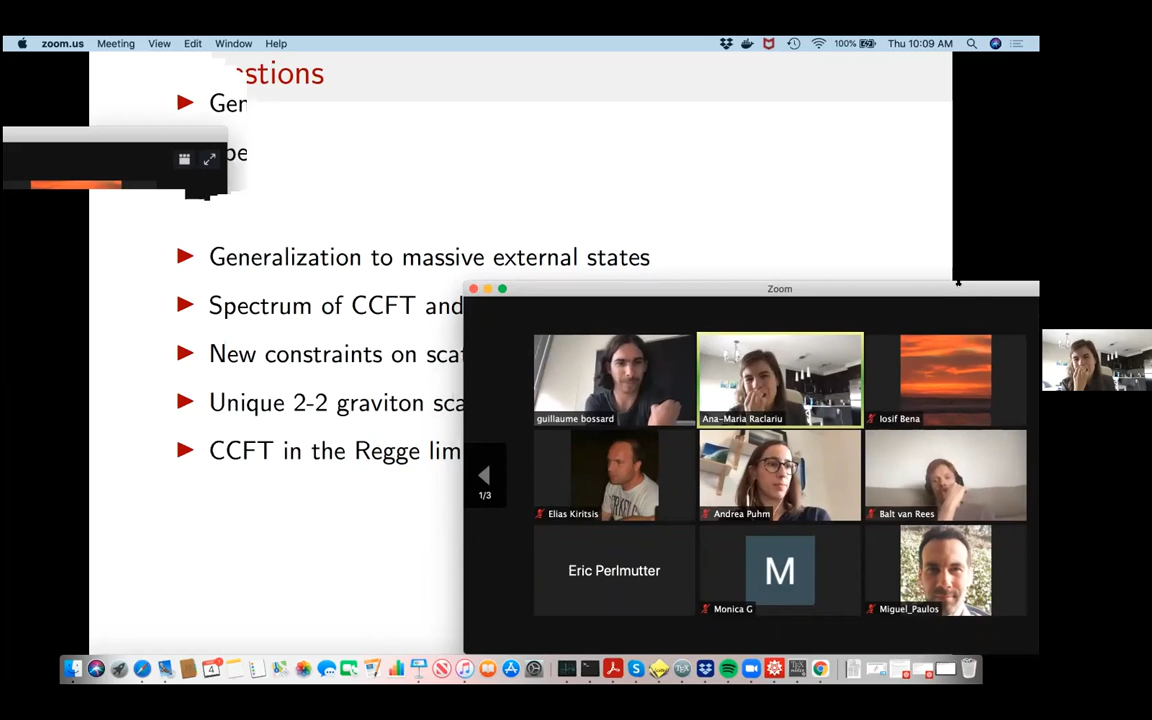 zoom.us Meeting View Edit Window Help 100% Thu 10:09 AM
estions
Gen
pe
Generalization to massive external states
Spectrum of CCFT and
New constraints on scat
Unique 2-2 graviton sca
CCFT in the Regge lim
Zoom
guillaume bossard
Ana-Maria Raclariu
Iosif Bena
1/3
Elias Kiritsis
Andrea Puhm
Balt van Rees
Eric Perlmutter
M
Monica G
Miguel_Paulos
4